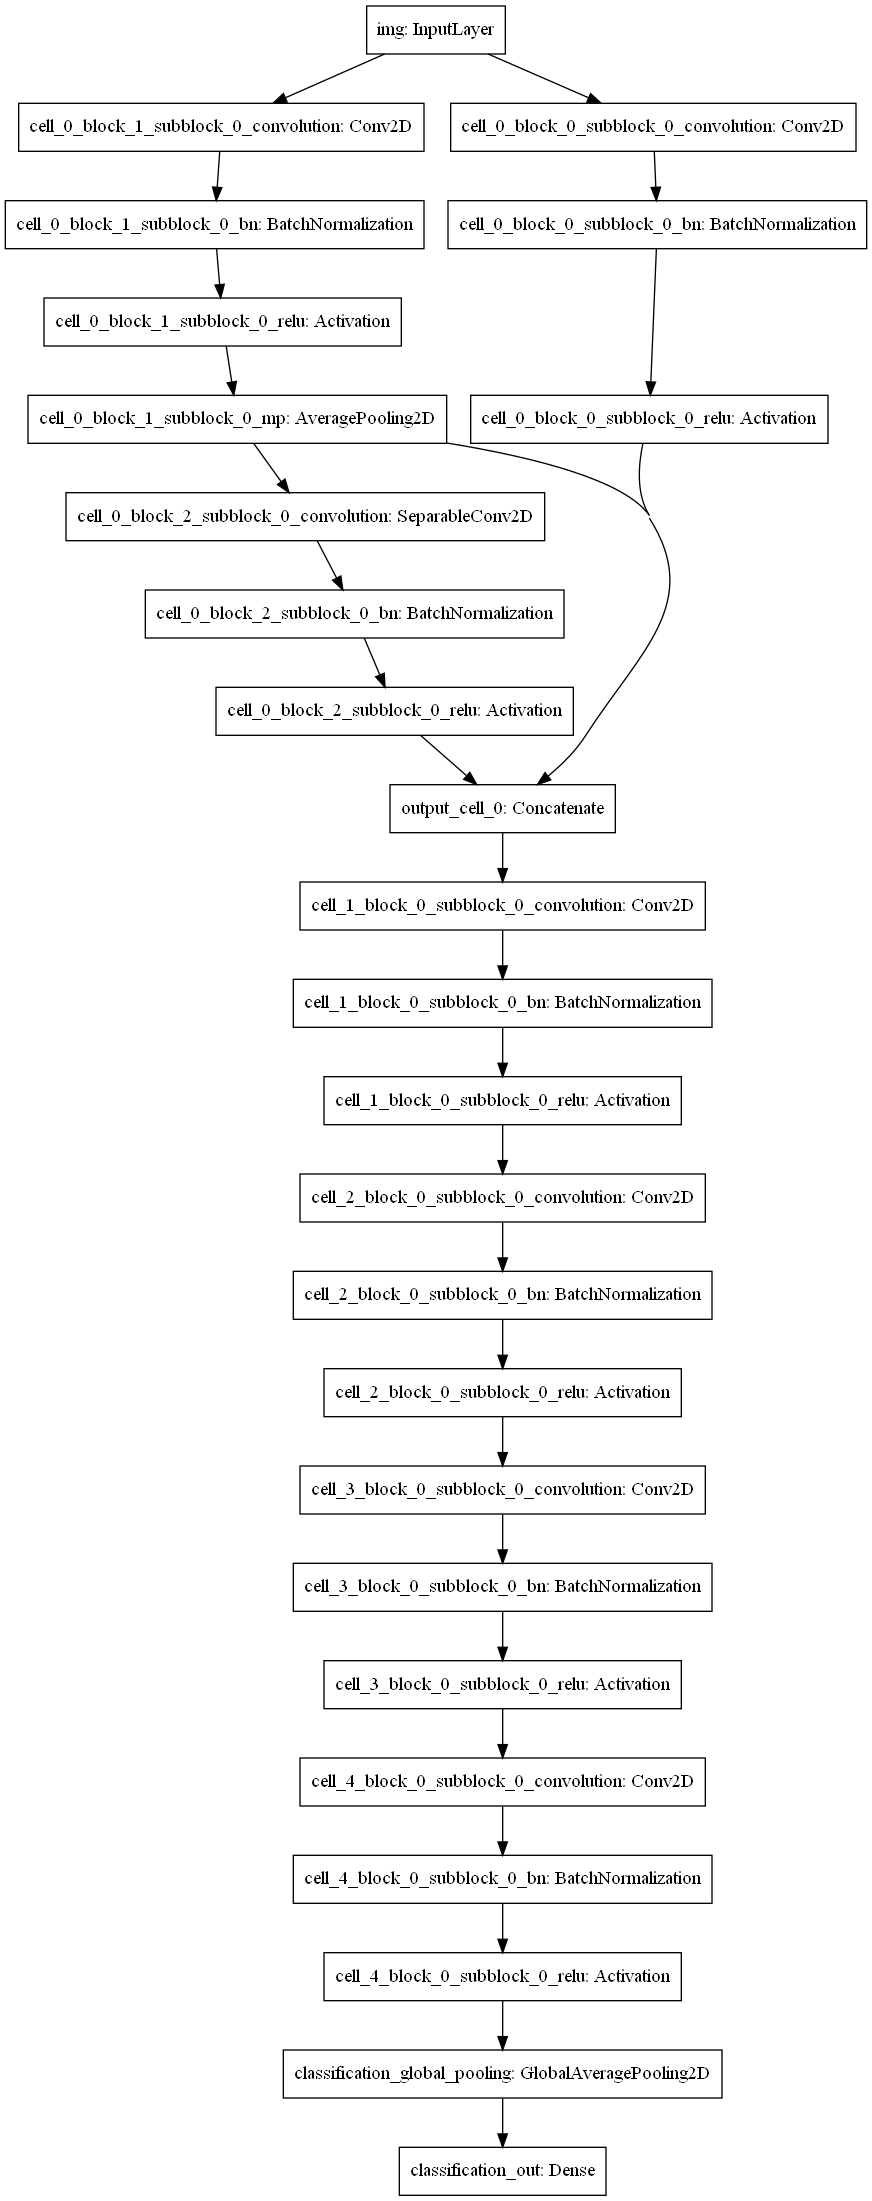 img: InputLayer
cell_0_block_1_subblock_0_convolution: Conv2D
cell_0_block_0_subblock_0_convolution: Conv2D
cell_0_block_1_subblock_0_bn: BatchNormalization
cell_0_block_0_subblock_0_bn: BatchNormalization
cell_0_block_1_subblock_0_relu: Activation
cell_0_block_1_subblock_0_mp: AveragePooling2D
cell_0_block_0_subblock_0_relu: Activation
cell_0_block_2_subblock_0_convolution: SeparableConv2D
cell_0_block_2_subblock_0_bn: BatchNormalization
cell_0_block_2_subblock_0_relu: Activation
output_cell_0: Concatenate
cell_1_block_0_subblock_0_convolution: Conv2D
cell_1_block_0_subblock_0_bn: BatchNormalization
cell_1_block_0_subblock_0_relu: Activation
cell_2_block_0_subblock_0_convolution: Conv2D
cell_2_block_0_subblock_0_bn: BatchNormalization
cell_2_block_0_subblock_0_relu: Activation
cell_3_block_0_subblock_0_convolution: Conv2D
cell_3_block_0_subblock_0_bn: BatchNormalization
cell_3_block_0_subblock_0_relu: Activation
cell_4_block_0_subblock_0_convolution: Conv2D
cell_4_block_0_subblock_0_bn: BatchNormalization
cell_4_block_0_subblock_0_relu: Activation
classification_global_pooling: GlobalAveragePooling2D
classification_out: Dense